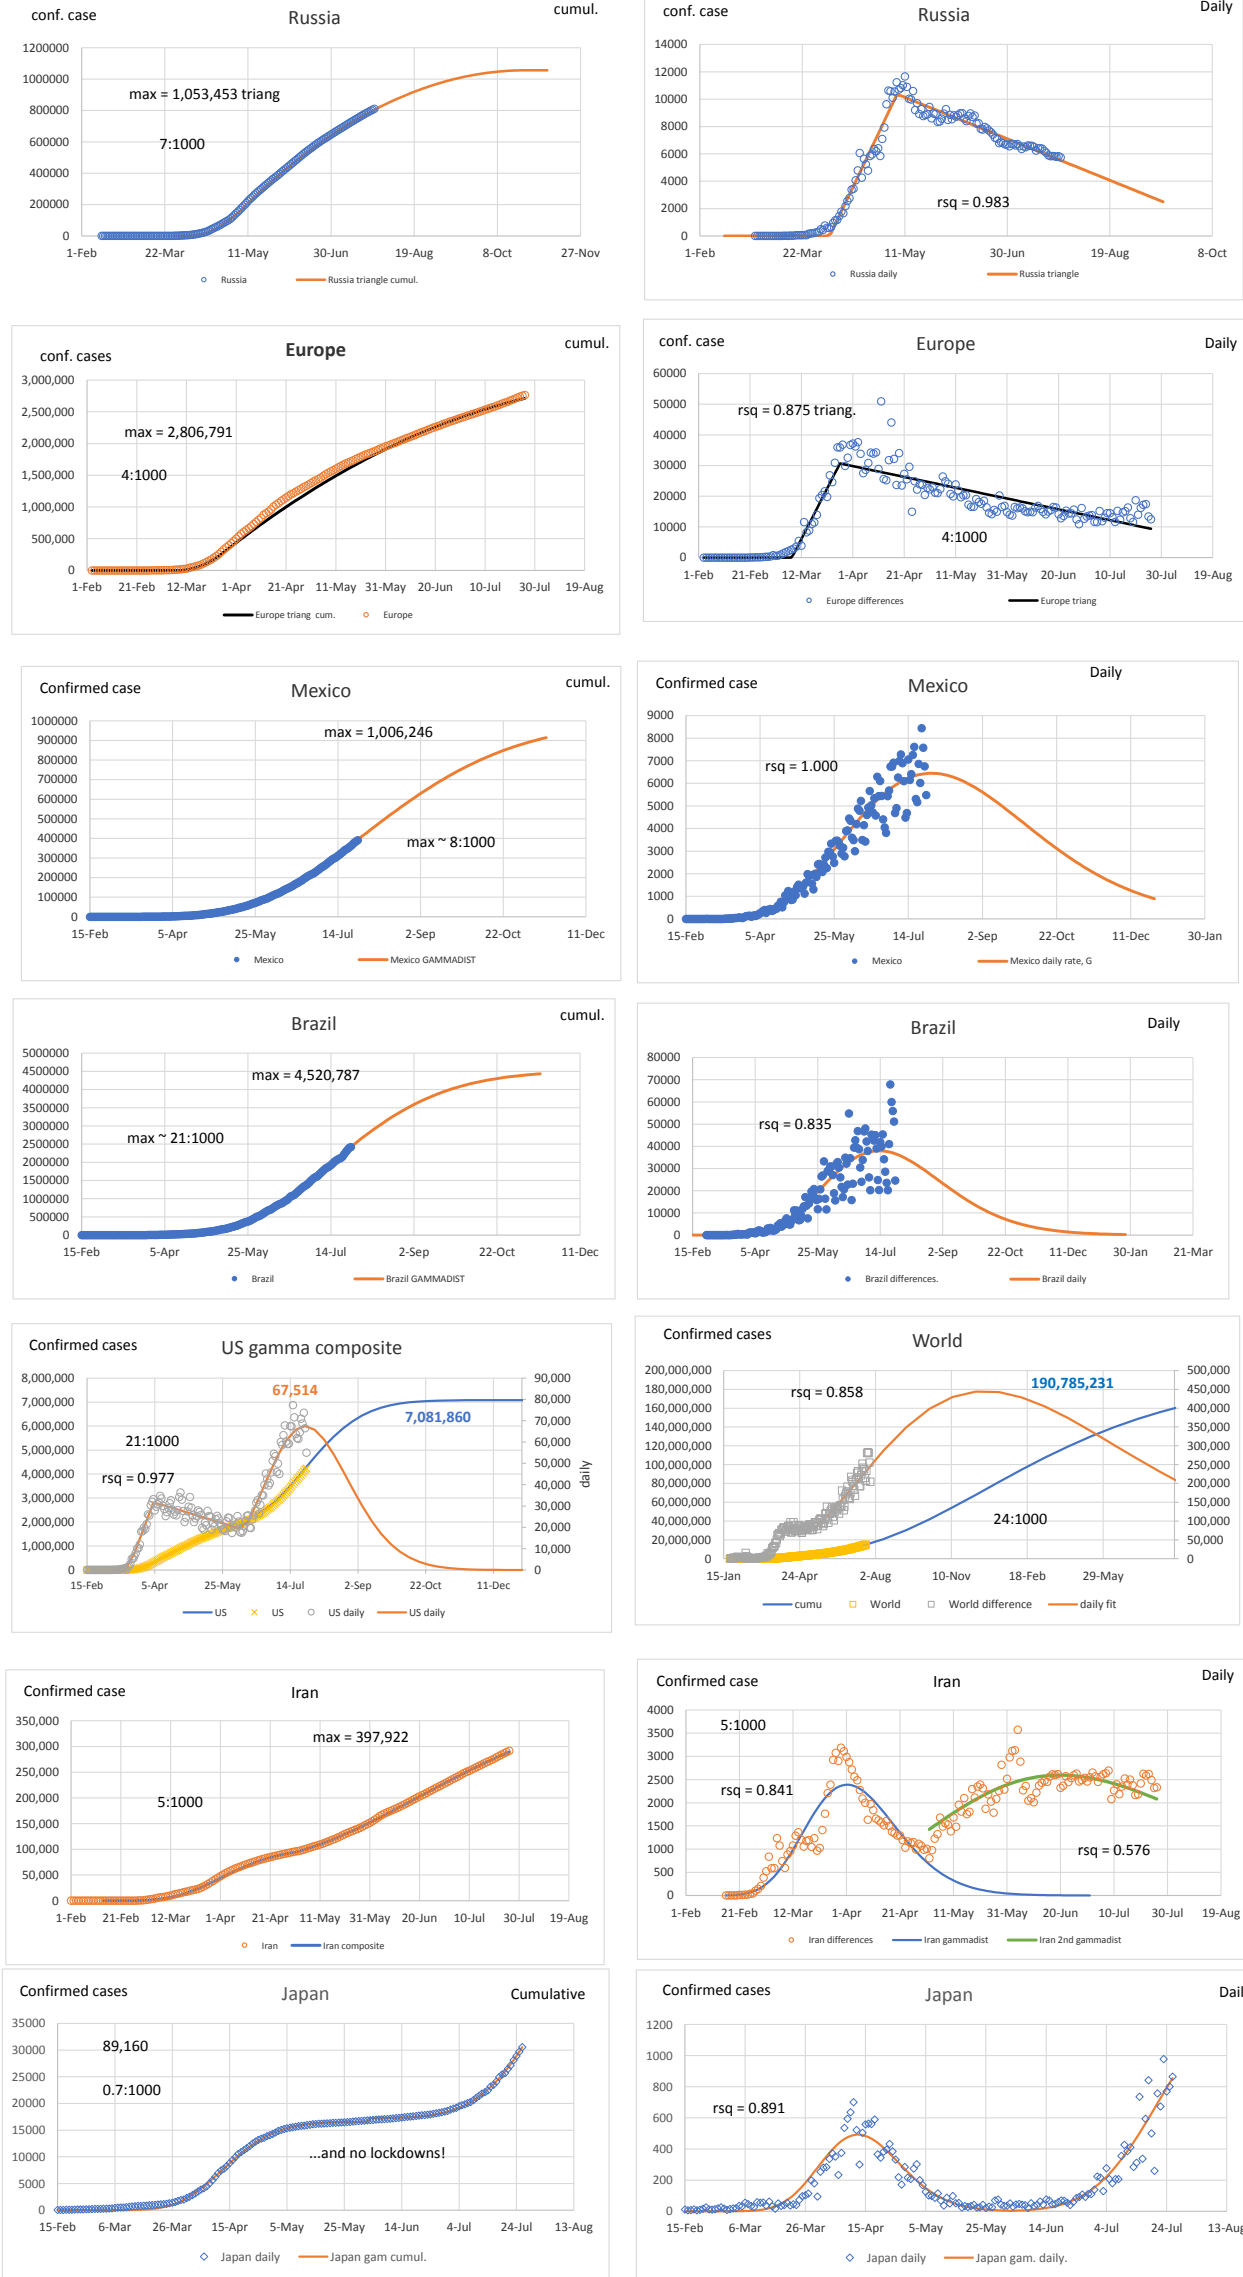 conf. case
Russia
cumul.
1200000
1000000
800000
600000
400000
200000
0
max = 1,053,453 triang
7:1000
1-Feb 22-Mar 11-May 30-Jun 19-Aug 8-Oct 27-Nov
Russia Russia triangle cumul.
conf. case
Russia
Daily
14000
12000
10000
8000
6000
4000
2000
0
rsq = 0.983
1-Feb 22-Mar 11-May 30-Jun 19-Aug 8-Oct
Russia daily Russia triangle
conf. cases
Europe
cumul.
3,000,000
2,500,000
2,000,000
1,500,000
1,000,000
500,000
0
max = 2,806,791
4:1000
1-Feb 21-Feb 12-Mar 1-Apr 21-Apr 11-May 31-May 20-Jun 10-Jul 30-Jul 19-Aug
Europe triang cum. Europe
conf. case
Europe
Daily
60000
50000
40000
30000
20000
10000
0
rsq = 0.875 triang.
4:1000
1-Feb 21-Feb 12-Mar 1-Apr 21-Apr 11-May 31-May 20-Jun 10-Jul 30-Jul 19-Aug
Europe differences Europe triang
Confirmed case
Mexico
cumul.
1000000
900000
800000
700000
600000
500000
400000
300000
200000
100000
0
max = 1,006,246
max ~ 8:1000
15-Feb 5-Apr 25-May 14-Jul 2-Sep 22-Oct 11-Dec
Mexico Mexico GAMMADIST
Confirmed case
Mexico
Daily
9000
8000
7000
6000
5000
4000
3000
2000
1000
0
rsq = 1.000
15-Feb 5-Apr 25-May 14-Jul 2-Sep 22-Oct 11-Dec 30-Jan
Mexico Mexico daily rate, G
Brazil
cumul.
5000000
4500000
4000000
3500000
3000000
2500000
2000000
1500000
1000000
500000
0
max = 4,520,787
max ~ 21:1000
15-Feb 5-Apr 25-May 14-Jul 2-Sep 22-Oct 11-Dec
Brazil Brazil GAMMADIST
Brazil
Daily
80000
70000
60000
50000
40000
30000
20000
10000
0
rsq = 0.835
15-Feb 5-Apr 25-May 14-Jul 2-Sep 22-Oct 11-Dec 30-Jan 21-Mar
Brazil differences. Brazil daily
Confirmed cases
US gamma composite
8,000,000
7,000,000
6,000,000
5,000,000
4,000,000
3,000,000
2,000,000
1,000,000
0
67,514
7,081,860
21:1000
rsq = 0.977
90,000
80,000
70,000
60,000
50,000
40,000
30,000
20,000
10,000
0
daily
15-Feb 5-Apr 25-May 14-Jul 2-Sep 22-Oct 11-Dec
US US US daily US daily
Confirmed cases
World
200,000,000
180,000,000
160,000,000
140,000,000
120,000,000
100,000,000
80,000,000
60,000,000
40,000,000
20,000,000
0
rsq = 0.858
190,785,231
24:1000
500,000
450,000
400,000
350,000
300,000
250,000
200,000
150,000
100,000
50,000
0
15-Jan 24-Apr 2-Aug 10-Nov 18-Feb 29-May
cumu World World difference daily fit
Confirmed case
Iran
350,000
300,000
250,000
200,000
150,000
100,000
50,000
0
max = 397,922
5:1000
1-Feb 21-Feb 12-Mar 1-Apr 21-Apr 11-May 31-May 20-Jun 10-Jul 30-Jul 19-Aug
Iran Iran composite
Confirmed case
Iran
Daily
4000
3500
3000
2500
2000
1500
1000
500
0
5:1000
rsq = 0.841
rsq = 0.576
1-Feb 21-Feb 12-Mar 1-Apr 21-Apr 11-May 31-May 20-Jun 10-Jul 30-Jul 19-Aug
Iran differences Iran gammadist Iran 2nd gammadist
Confirmed cases
Japan
Cumulative
35000
30000
25000
20000
15000
10000
5000
0
89,160
0.7:1000
...and no lockdowns!
15-Feb 6-Mar 26-Mar 15-Apr 5-May 25-May 14-Jun 4-Jul 24-Jul 13-Aug
Japan daily Japan gam cumul.
Confirmed cases
Japan
Dail
1200
1000
800
600
400
200
0
rsq = 0.891
15-Feb 6-Mar 26-Mar 15-Apr 5-May 25-May 14-Jun 4-Jul 24-Jul 13-Aug
Japan daily Japan gam. daily.